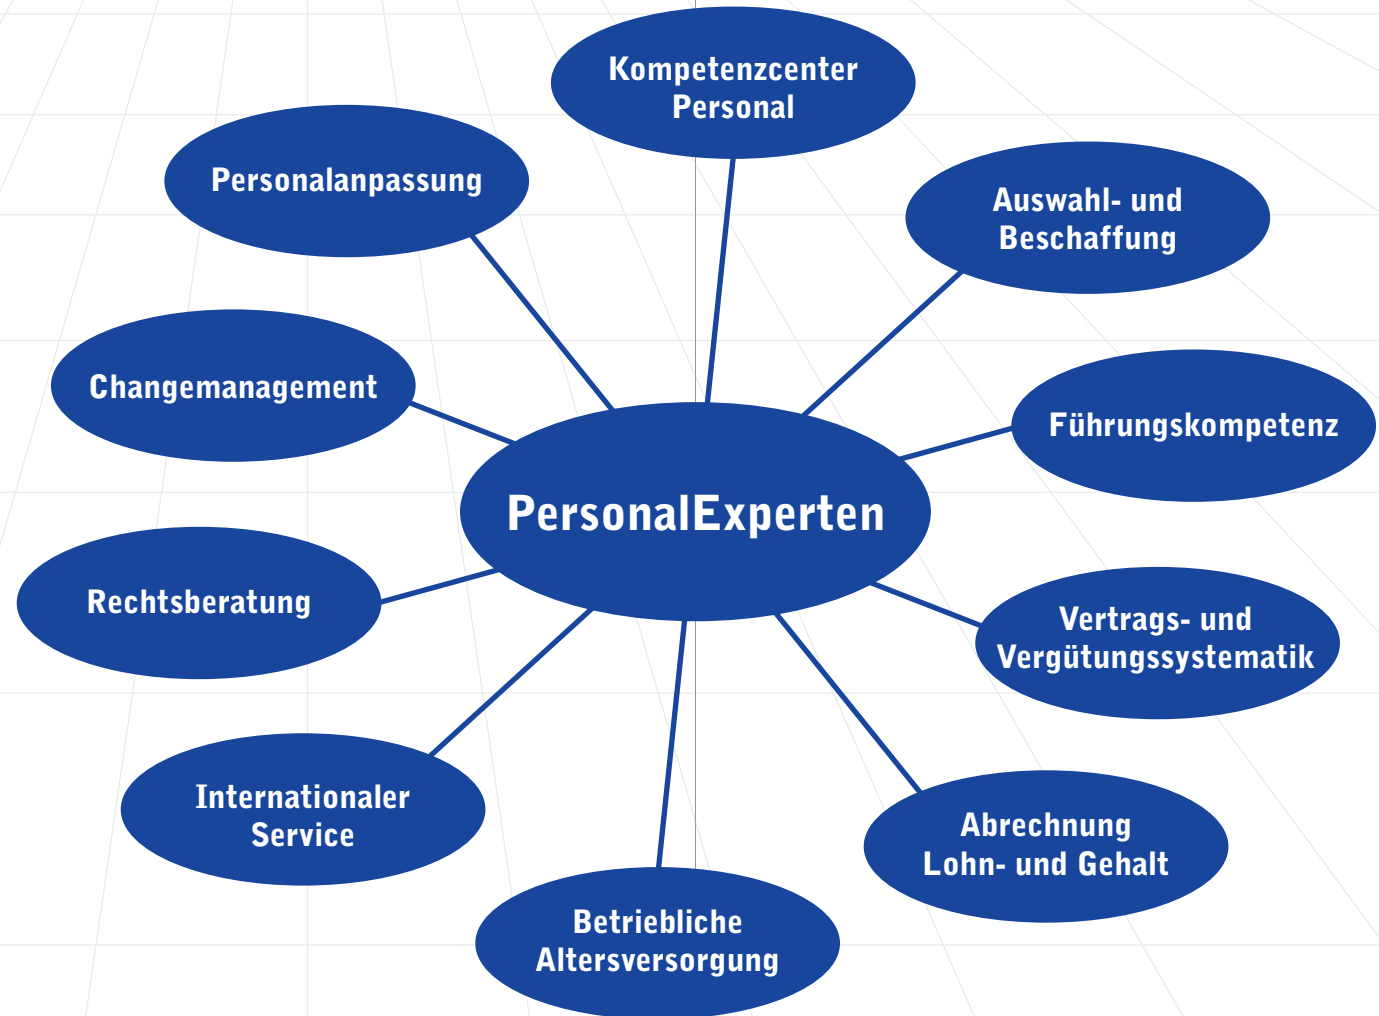 Kompetenzcenter
Personal
Personalanpassung
Auswahl- und
Beschaffung
Changemanagement
Führungskompetenz
PersonalExperten
Rechtsberatung
Vertrags- und
Vergütungssystematik
Internationaler
Service
Abrechnung
Lohn- und Gehalt
Betriebliche
Altersversorgung